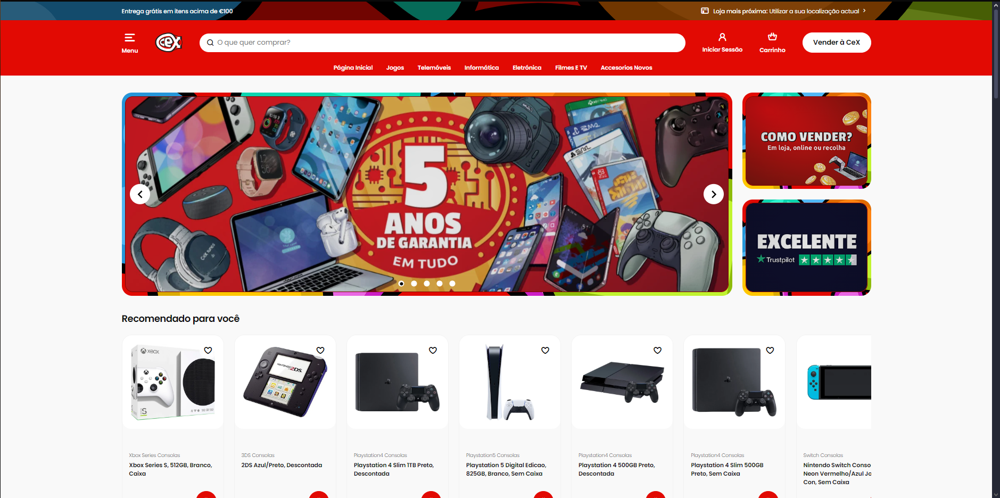 Entrega grátis em itens acima de €100
Loja mais próxima: Utilizar a sua localização actual
Menu
CeX
O que quer comprar?
Iniciar Sessão
Carrinho
Vender à CeX
Página Inicial
Jogos
Telemóveis
Informática
Eletrónica
Filmes E TV
Accesorios Novos
5
ANOS
DE GARANTIA
EM TUDO
COMO VENDER?
Em loja, online ou recolha
EXCELENTE
Trustpilot
Recomendado para você
XBOX
NINTENDO 2DS
512 GB SSD
Xbox Series Consolas
Xbox Series S, 512GB, Branco,
Caixa
3DS Consolas
2DS Azul/Preto, Descontada
Playstation4 Consolas
Playstation 4 Slim 1TB Preto,
Descontada
Playstation5 Consolas
Playstation 5 Digital Edicao,
825GB, Branco, Sem Caixa
Playstation4 Consolas
Playstation 4 500GB Preto,
Descontada
Playstation4 Consolas
Playstation 4 Slim 500GB
Preto, Sem Caixa
Switch Consolas
Nintendo Switch Conso
Neon Vermelho/Azul Jo
Con, Sem Caixa